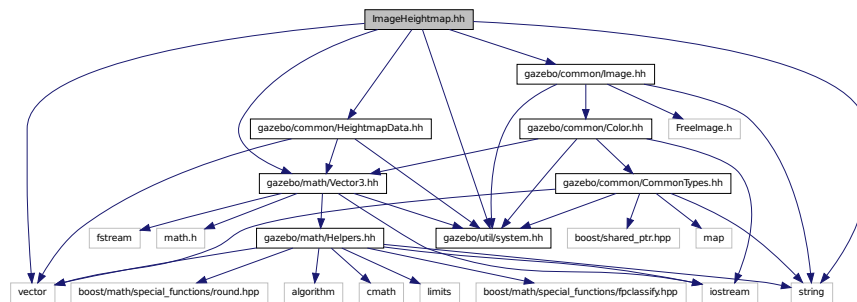 ImageHeightmap.hh
gazebo/common/Image.hh
gazebo/common/HeightmapData.hh
gazebo/common/Color.hh
FreeImage.h
gazebo/math/Vector3.hh
gazebo/common/CommonTypes.hh
fstream
math.h
gazebo/math/Helpers.hh
gazebo/util/system.hh
boost/shared_ptr.hpp
map
vector
boost/math/special_functions/round.hpp
algorithm
cmath
limits
boost/math/special_functions/fpclassify.hpp
iostream
string